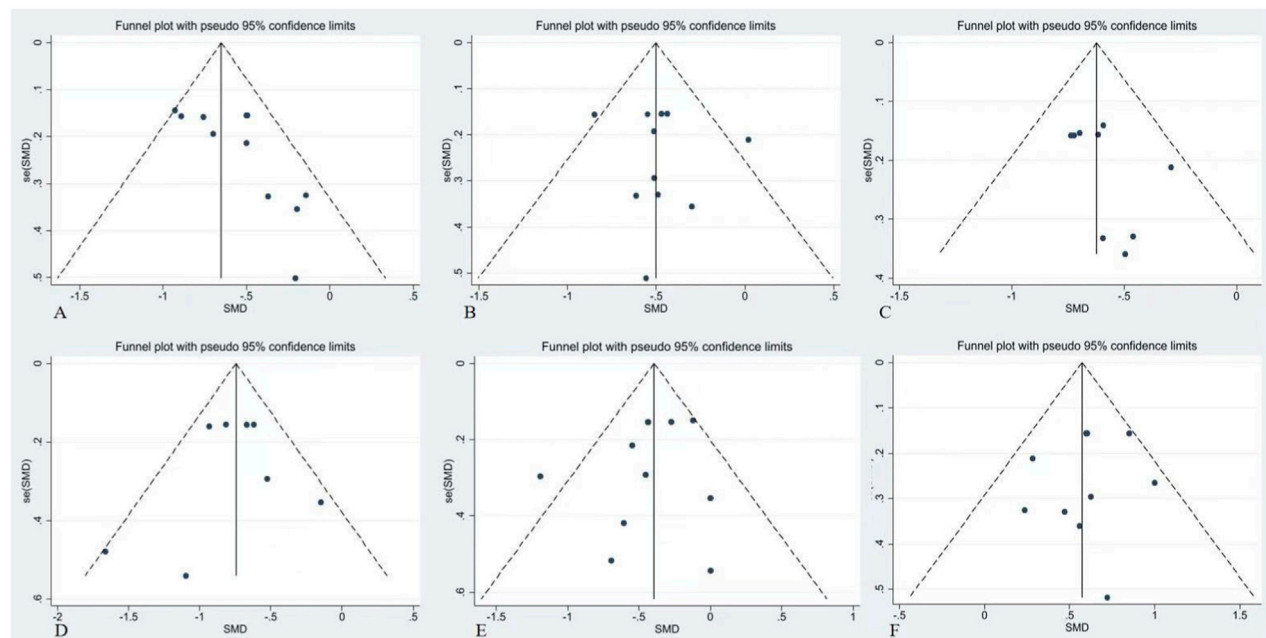 Funnel plot with pseudo 95% confidence limits
0
.1
.2
.3
.4
.5
se(SMD)
-1.5
-1
-.5
0
.5
SMD
A
Funnel plot with pseudo 95% confidence limits
0
.1
.2
.3
.4
.5
se(SMD)
-1.5
-1
-.5
0
.5
SMD
B
Funnel plot with pseudo 95% confidence limits
0
.1
.2
.3
.4
se(SMD)
-1.5
-1
-.5
0
SMD
C
Funnel plot with pseudo 95% confidence limits
0
.2
.4
.6
se(SMD)
-2
-1.5
-1
-.5
0
.5
SMD
D
Funnel plot with pseudo 95% confidence limits
0
.2
.4
.6
se(SMD)
-1.5
-1
-.5
0
.5
1
SMD
E
Funnel plot with pseudo 95% confidence limits
0
.1
.2
.3
.4
.5
-.5
0
.5
1
1.5
SMD
F